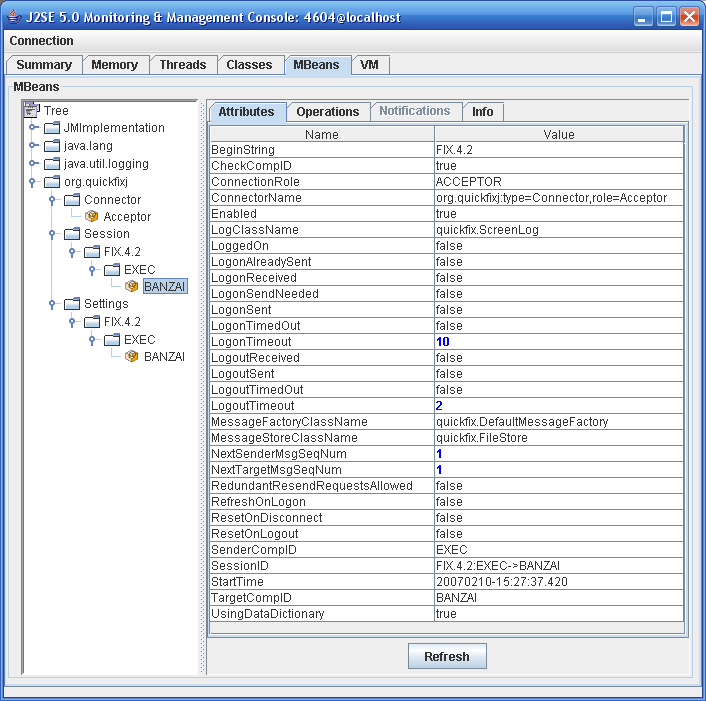 J2SE 5.0 Monitoring & Management Console: 4604@localhost
Connection
Summary Memory Threads Classes MBeans VM
MBeans
Tree
JMImplementation
java.lang
java.util.logging
org.quickfixj
Connector
Acceptor
Session
FIX.4.2
EXEC
BANZAI
Settings
FIX.4.2
EXEC
BANZAI
Attributes Operations Notifications Info
Name Value
BeginString FIX.4.2
CheckCompID true
ConnectionRole ACCEPTOR
ConnectorName org.quickfixj:type=Connector,role=Acceptor
Enabled true
LogClassName quickfix.ScreenLog
LoggedOn false
LogonAlreadySent false
LogonReceived false
LogonSendNeeded false
LogonSent false
LogonTimedOut false
LogonTimeout 10
LogoutReceived false
LogoutSent false
LogoutTimedOut false
LogoutTimeout 2
MessageFactoryClassName quickfix.DefaultMessageFactory
MessageStoreClassName quickfix.FileStore
NextSenderMsgSeqNum 1
NextTargetMsgSeqNum 1
RedundantResendRequestsAllowed false
RefreshOnLogon false
ResetOnDisconnect false
ResetOnLogout false
SenderCompID EXEC
SessionID FIX.4.2:EXEC->BANZAI
StartTime 20070210-15:27:37.420
TargetCompID BANZAI
UsingDataDictionary true
Refresh